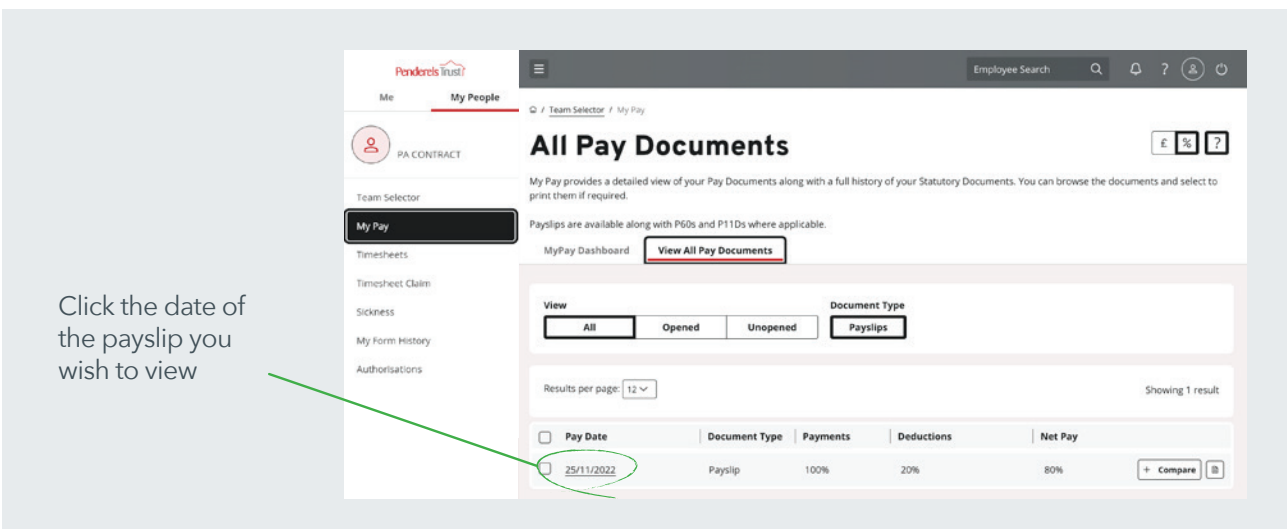 Penderels Trust
Employee Search
?
Me My People
/ Team Selector / My Pay
PA CONTRACT
All Pay Documents
£ % ?
My Pay provides a detailed view of your Pay Documents along with a full history of your Statutory Documents. You can browse the documents and select to
print them if required.
Payslips are available along with P60s and P11Ds where applicable.
Team Selector
My Pay
Timesheets
Timesheet Claim
Sickness
My Form History
Authorisations
MyPay Dashboard View All Pay Documents
View Document Type
All Opened Unopened Payslips
Click the date of
the payslip you
wish to view
Results per page: 12 Showing 1 result
Pay Date Document Type Payments Deductions Net Pay
25/11/2022 Payslip 100% 20% 80% + Compare